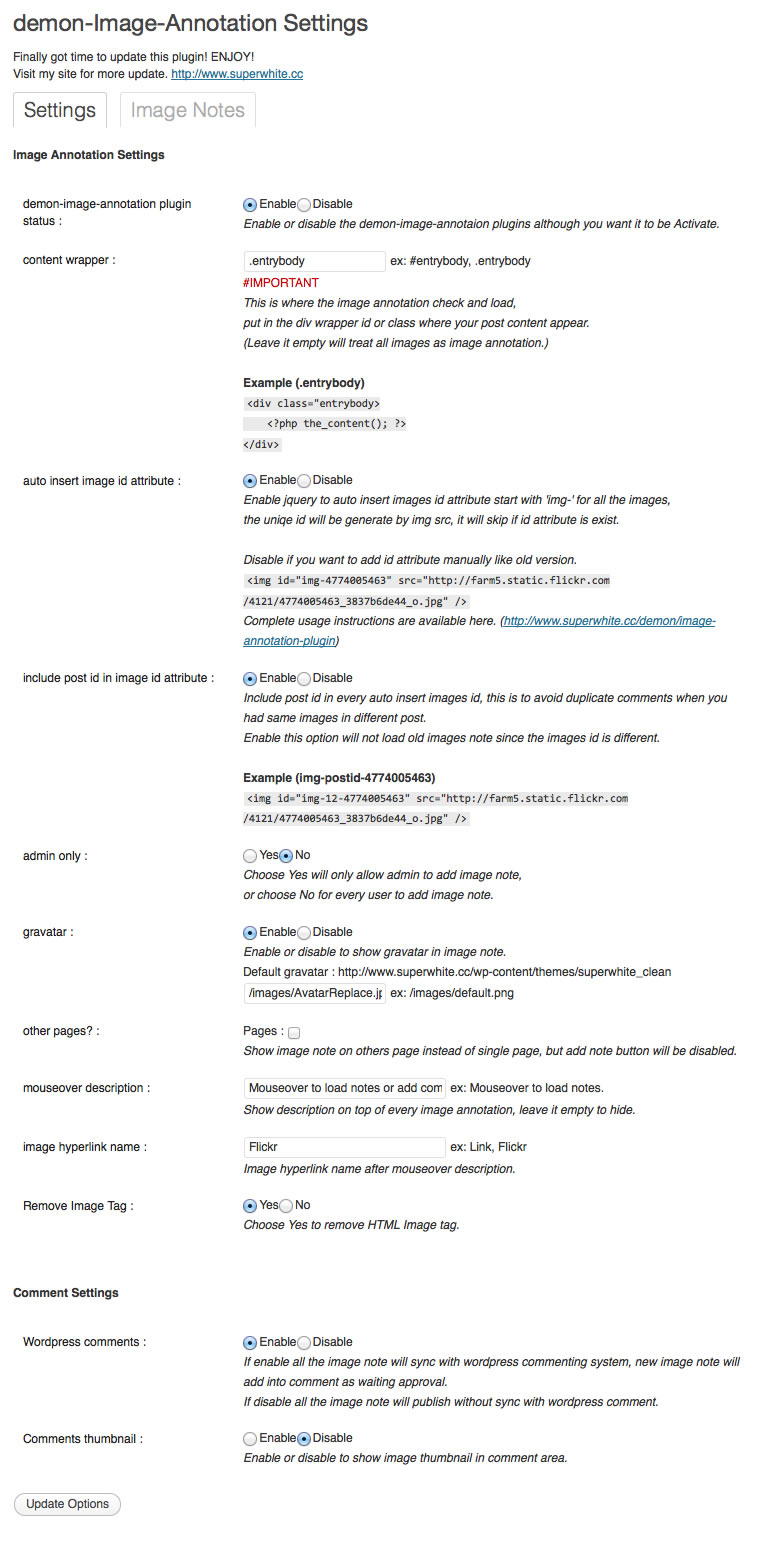 demon-Image-Annotation Settings
Finally got time to update this plugin! ENJOY!
Visit my site for more update. http://www.superwhite.cc
Settings Image Notes
Image Annotation Settings
demon-image-annotation plugin
status :
Enable Disable
Enable or disable the demon-image-annotaion plugins although you want it to be Activate.
content wrapper :
.entrybody ex: #entrybody, .entrybody
#IMPORTANT
This is where the image annotation check and load,
put in the div wrapper id or class where your post content appear.
(Leave it empty will treat all images as image annotation.)
Example (.entrybody)
<div class="entrybody>
<?php the_content(); ?>
</div>
auto insert image id attribute :
Enable Disable
Enable jquery to auto insert images id attribute start with 'img-' for all the images,
the uniqe id will be generate by img src, it will skip if id attribute is exist.
Disable if you want to add id attribute manually like old version.
<img id="img-4774005463" src="http://farm5.static.flickr.com
/4121/4774005463_3837b6de44_o.jpg" />
Complete usage instructions are available here. (http://www.superwhite.cc/demon/image-
annotation-plugin)
include post id in image id attribute :
Enable Disable
Include post id in every auto insert images id, this is to avoid duplicate comments when you
had same images in different post.
Enable this option will not load old images note since the images id is different.
Example (img-postid-4774005463)
<img id="img-12-4774005463" src="http://farm5.static.flickr.com
/4121/4774005463_3837b6de44_o.jpg" />
admin only :
Yes No
Choose Yes will only allow admin to add image note,
or choose No for every user to add image note.
gravatar :
Enable Disable
Enable or disable to show gravatar in image note.
Default gravatar : http://www.superwhite.cc/wp-content/themes/superwhite_clean
/images/AvatarReplace.jp ex: /images/default.png
other pages? :
Pages :
Show image note on others page instead of single page, but add note button will be disabled.
mouseover description :
Mouseover to load notes or add com ex: Mouseover to load notes.
Show description on top of every image annotation, leave it empty to hide.
image hyperlink name :
Flickr ex: Link, Flickr
Image hyperlink name after mouseover description.
Remove Image Tag :
Yes No
Choose Yes to remove HTML Image tag.
Comment Settings
Wordpress comments :
Enable Disable
If enable all the image note will sync with wordpress commenting system, new image note will
add into comment as waiting approval.
If disable all the image note will publish without sync with wordpress comment.
Comments thumbnail :
Enable Disable
Enable or disable to show image thumbnail in comment area.
Update Options